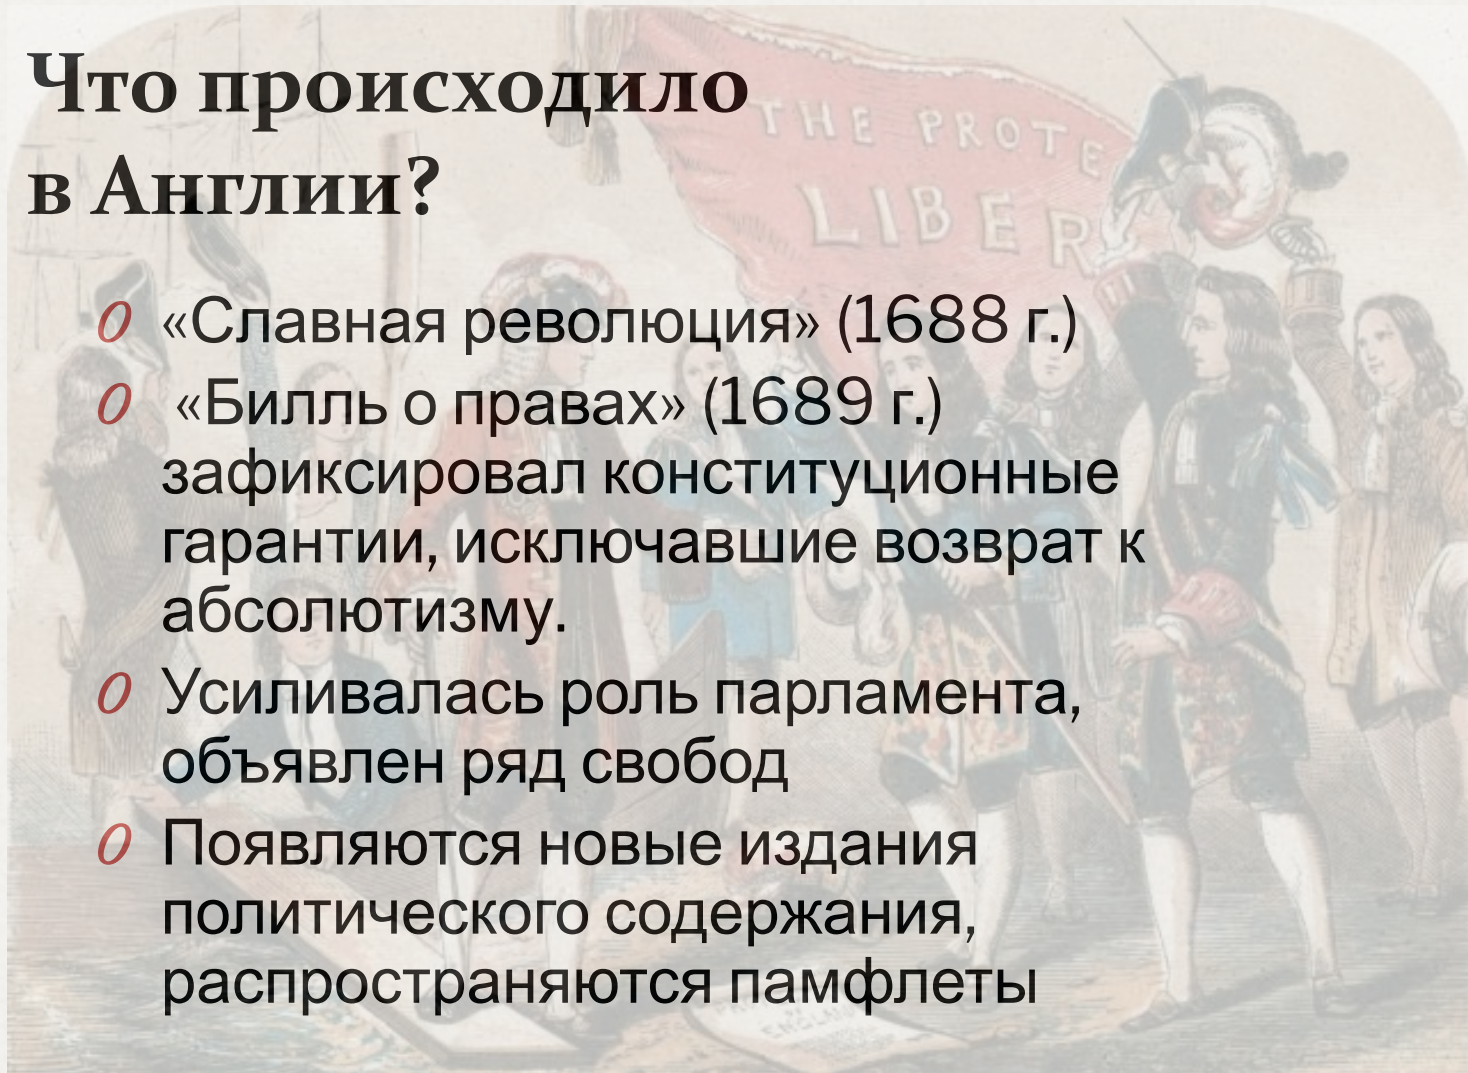 Что происходило
в Англии?
THE PROTE
LIBER
«Славная революция» (1688 г.)
«Билль о правах» (1689 г.)
зафиксировал конституционные
гарантии, исключавшие возврат к
абсолютизму.
Усиливалась роль парламента,
объявлен ряд свобод
Появляются новые издания
политического содержания,
распространяются памфлеты
ENGLAND